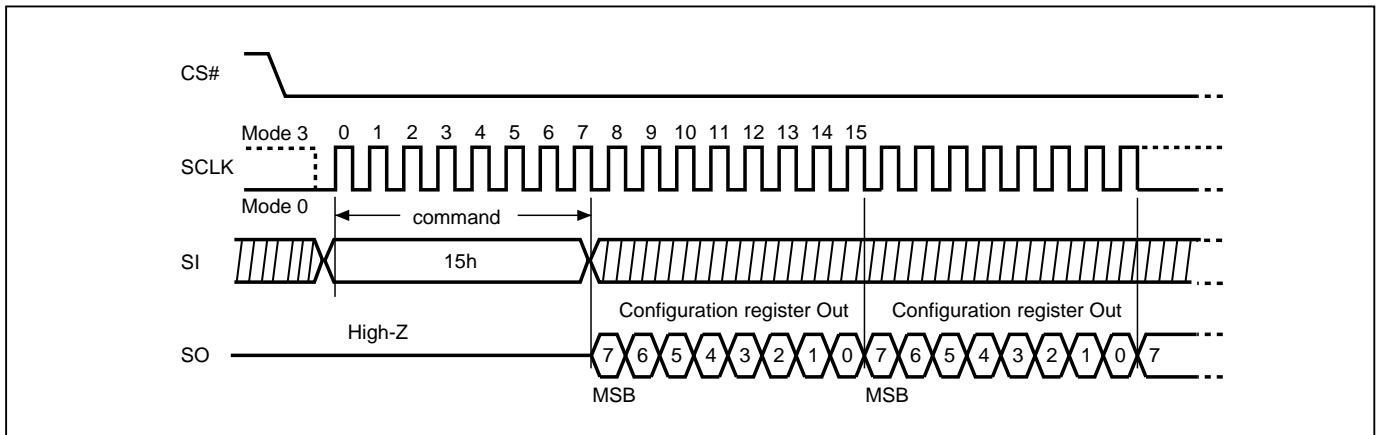 CS#
Mode 3 0 1 2 3 4 5 6 7 8 9 10 11 12 13 14 15
SCLK
Mode 0
command
SI 15h
Configuration register Out Configuration register Out
High-Z
SO 7 6 5 4 3 2 1 0 7 6 5 4 3 2 1 0 7
MSB MSB